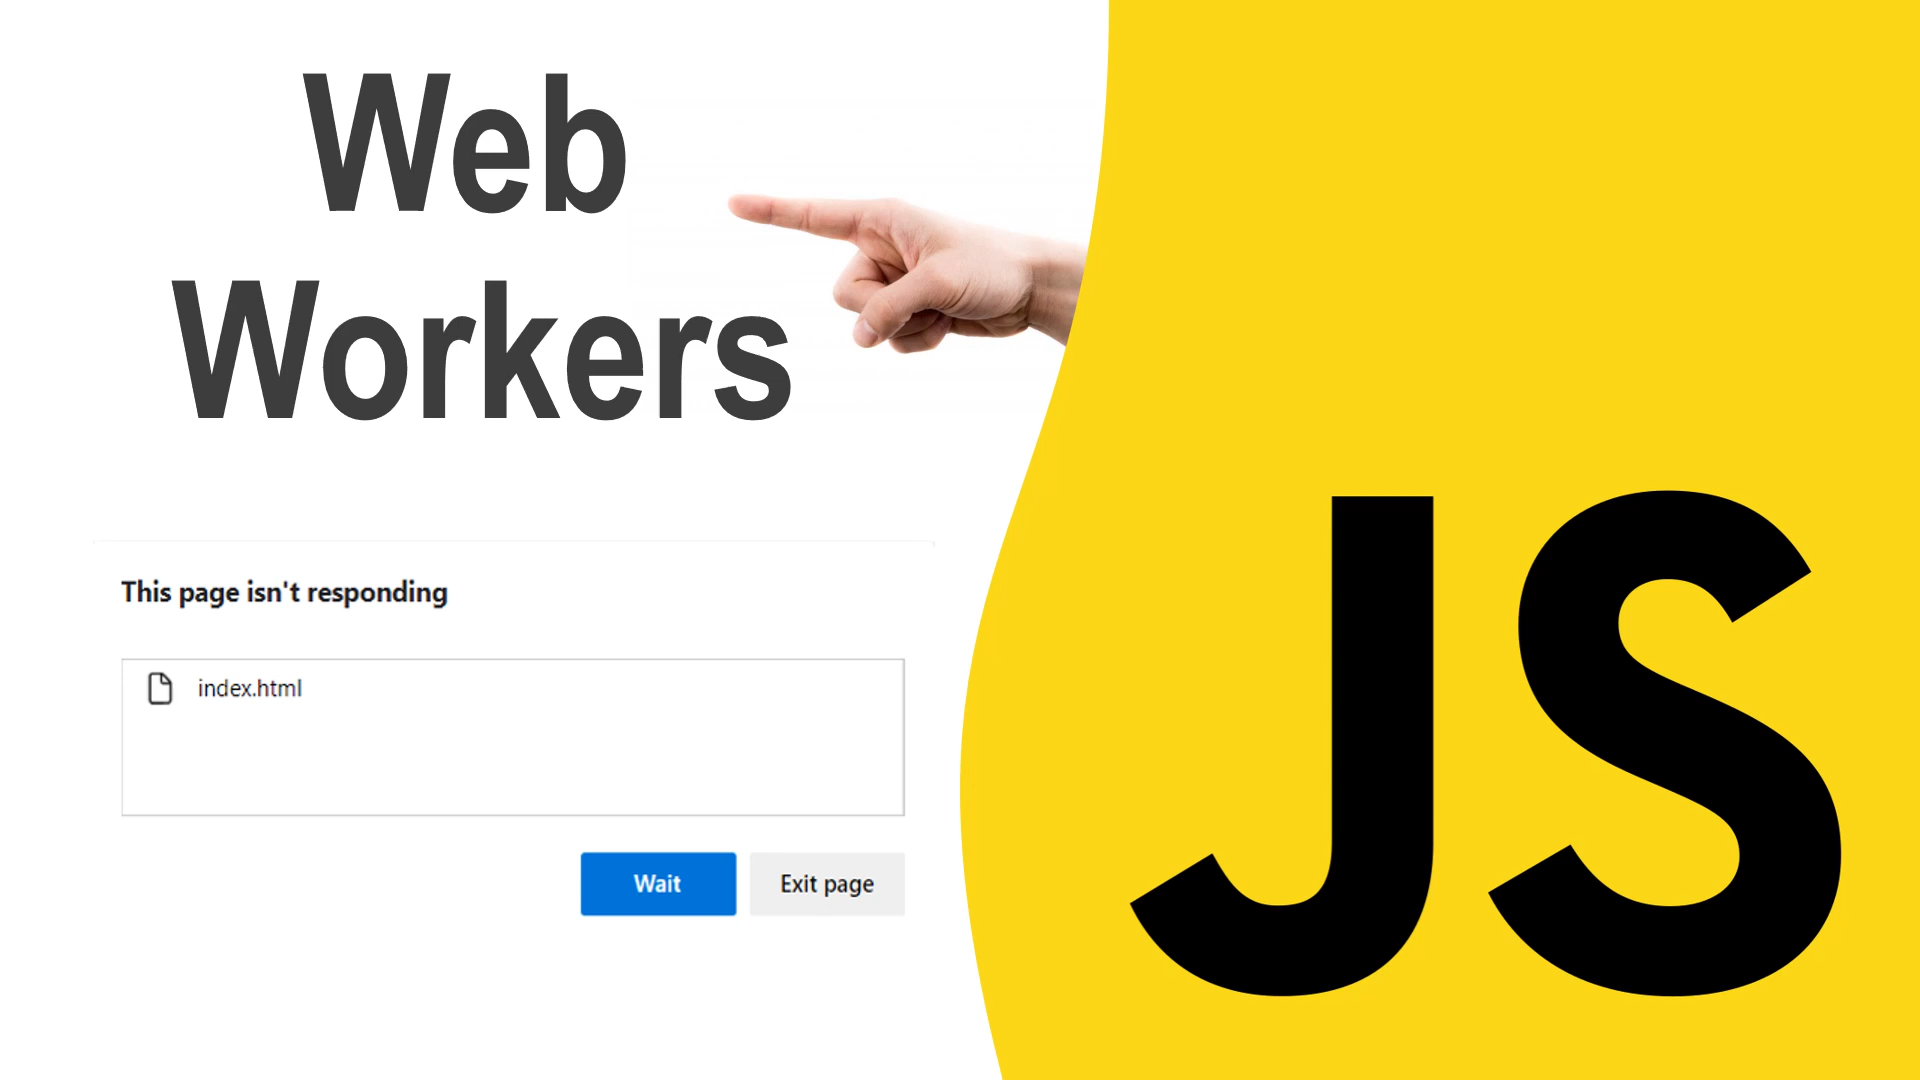 Web
Workers
This page isn't responding
index.html
Wait
Exit page
JS